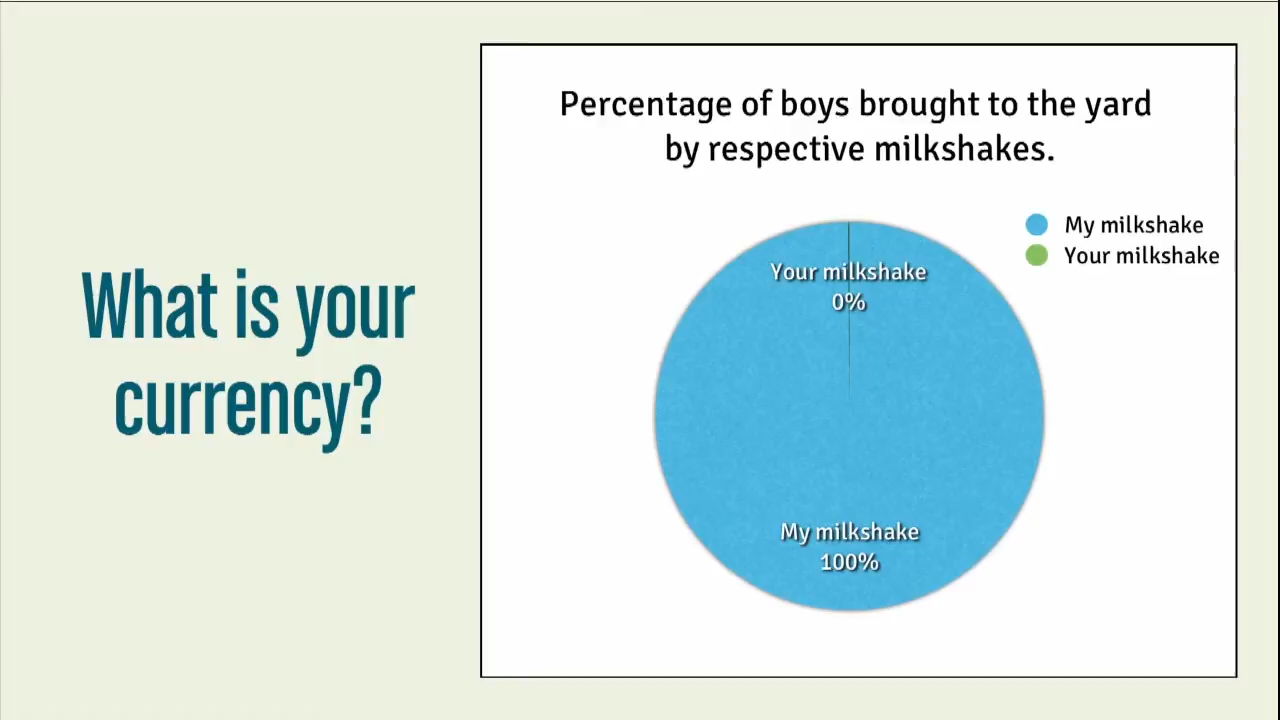 What is your
currency?
Percentage of boys brought to the yard
by respective milkshakes.
My milkshake
Your milkshake
Your milkshake
0%
My milkshake
100%